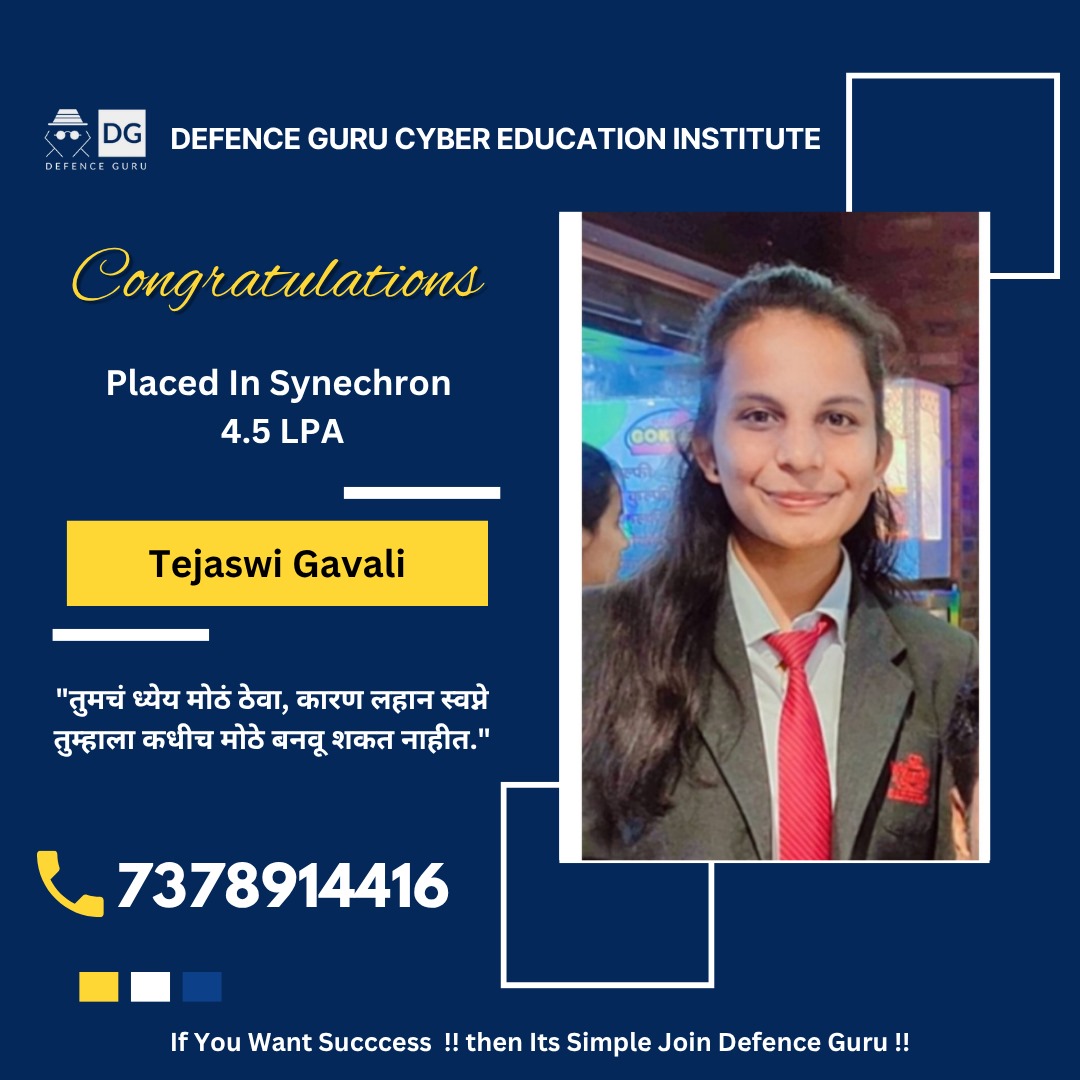 DG
DEFENCE GURU
DEFENCE GURU CYBER EDUCATION INSTITUTE
Congratulations
Placed In Synechron
4.5 LPA
Tejaswi Gavali
"तुमचं ध्येय मोठं ठेवा, कारण लहान स्वप्ने
तुम्हाला कधीच मोठे बनवू शकत नाहीत."
7378914416
If You Want Succcess !! then Its Simple Join Defence Guru !!